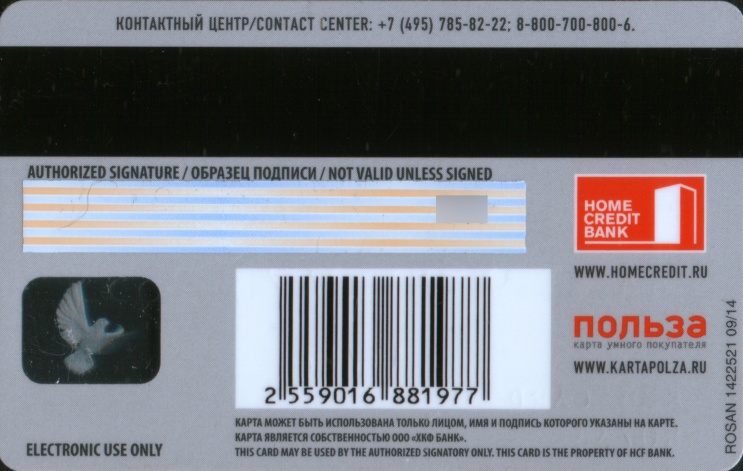 КОНТАКТНЫЙ ЦЕНТР/CONTACT CENTER: +7 (495) 785-82-22; 8-800-700-800-6.
AUTHORIZED SIGNATURE / ОБРАЗЕЦ ПОДПИСИ / NOT VALID UNLESS SIGNED
HOME
CREDIT
BANK
WWW.HOMECREDIT.RU
польза
карта умного покупателя
WWW.KARTAPOLZA.RU
ROSAN 1422521 09/14
2 559016 881977
КАРТА МОЖЕТ БЫТЬ ИСПОЛЬЗОВАНА ТОЛЬКО ЛИЦОМ, ИМЯ И ПОДПИСЬ КОТОРОГО УКАЗАНЫ НА КАРТЕ.
КАРТА ЯВЛЯЕТСЯ СОБСТВЕННОСТЬЮ ООО «ХКФ БАНК».
THIS CARD MAY BE USED BY THE AUTHORIZED SIGNATORY ONLY. THIS CARD IS THE PROPERTY OF HCF BANK.
ELECTRONIC USE ONLY